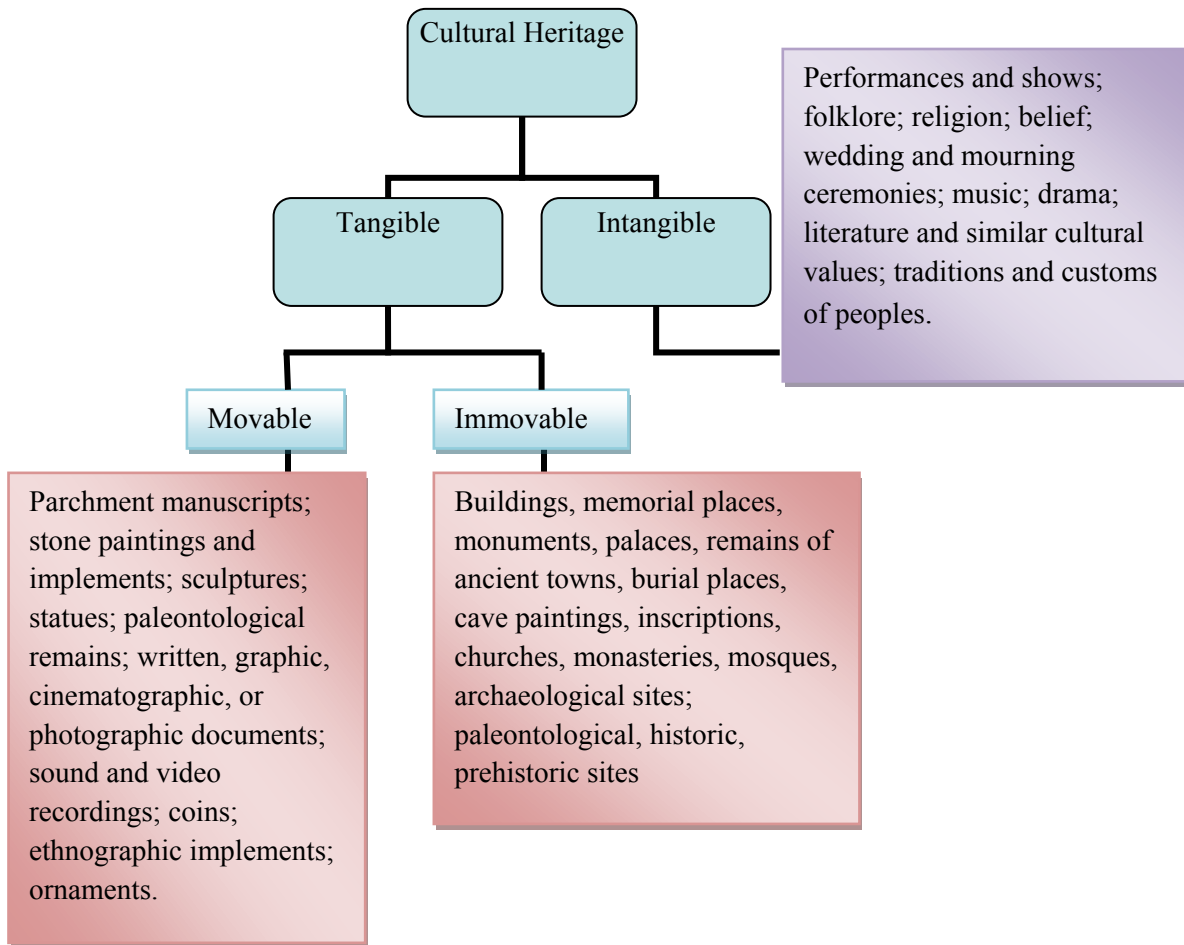 Cultural Heritage
Performances and shows;
folklore; religion; belief;
wedding and mourning
ceremonies; music; drama;
literature and similar cultural
values; traditions and customs
of peoples.
Tangible
Intangible
Movable
Immovable
Parchment manuscripts;
stone paintings and
implements; sculptures;
statues; paleontological
remains; written, graphic,
cinematographic, or
photographic documents;
sound and video
recordings; coins;
ethnographic implements;
ornaments.
Buildings, memorial places,
monuments, palaces, remains of
ancient towns, burial places,
cave paintings, inscriptions,
churches, monasteries, mosques,
archaeological sites;
paleontological, historic,
prehistoric sites